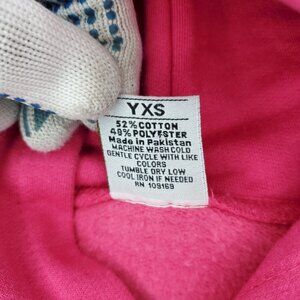 YXS
52% COTTON
48% POLYESTER
Made in Pakistan
MACHINE WASH COLD
GENTLE CYCLE WITH LIKE
COLORS
TUMBLE DRY LOW
COOL IRON IF NEEDED
RN 109169